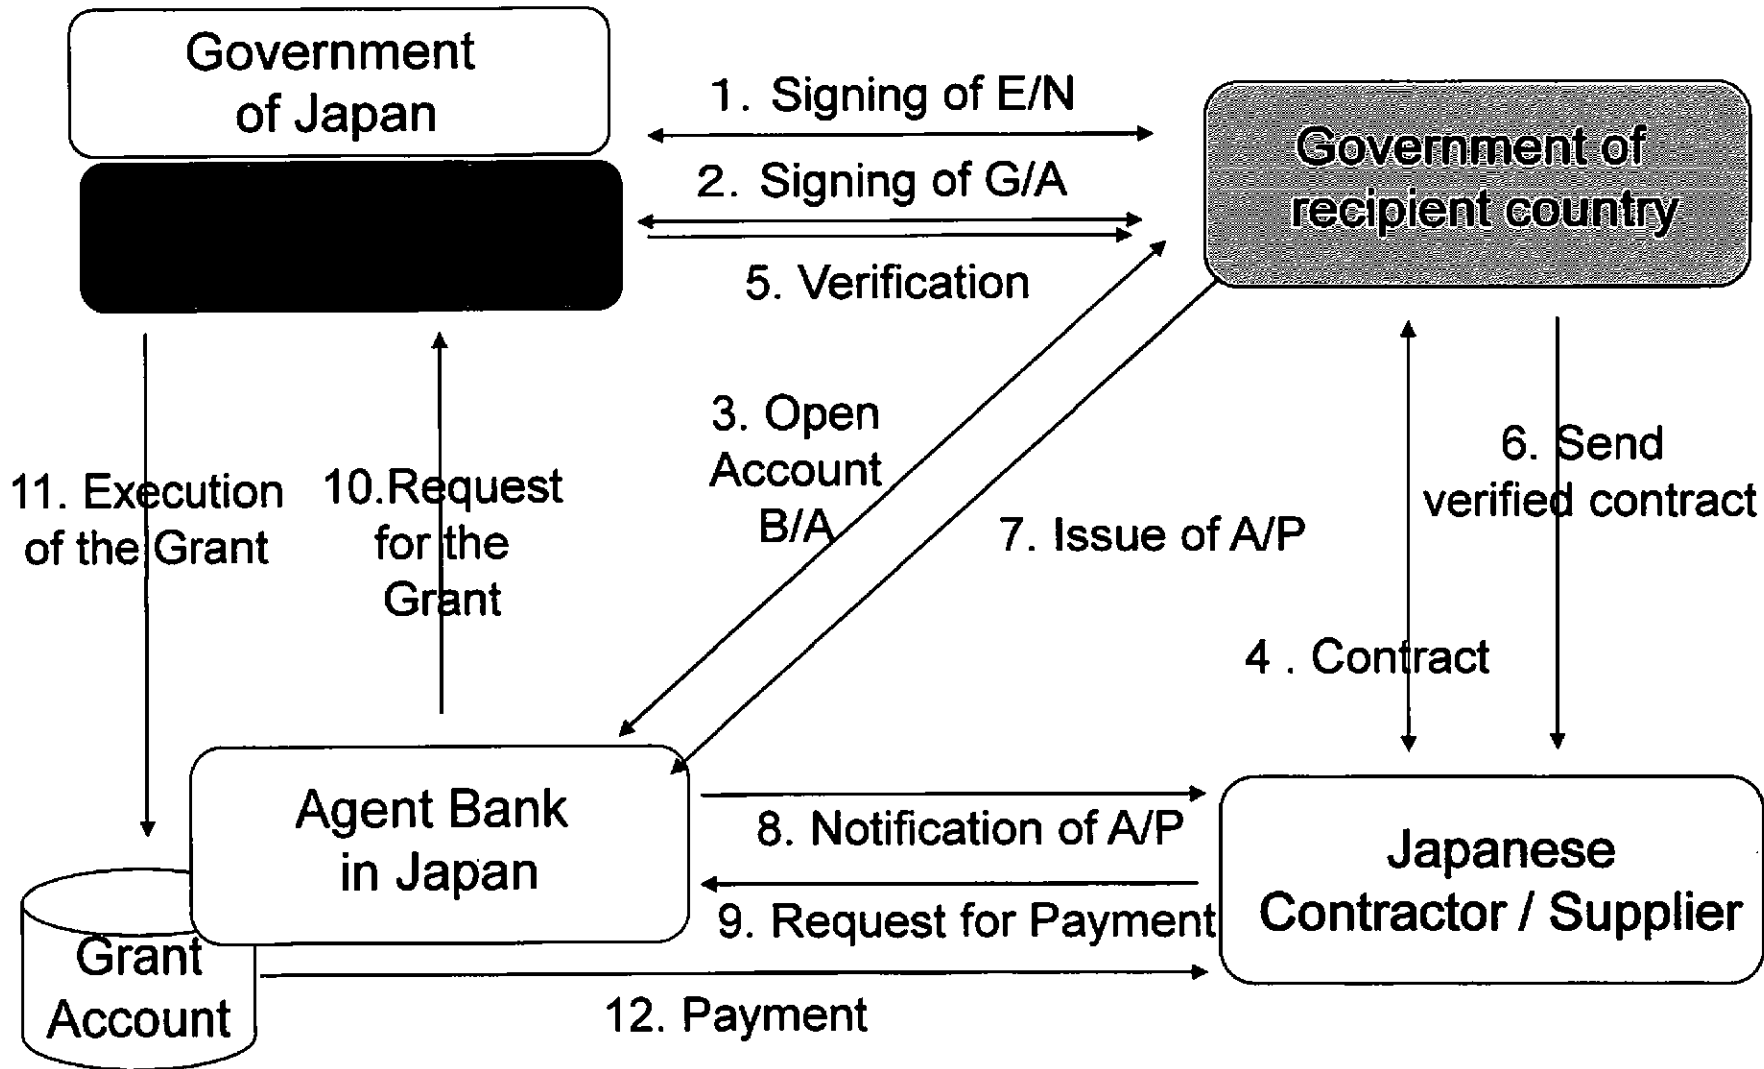 Government
of Japan
1. Signing of E/N
Government of
recipient country
2. Signing of G/A
5. Verification
3. Open
Account
B/A
6. Send
verified contract
11. Execution
of the Grant
10.Request
for the
Grant
7. Issue of A/P
4 . Contract
Agent Bank
in Japan
8. Notification of A/P
Japanese
Contractor / Supplier
9. Request for Payment
Grant
Account
12. Payment